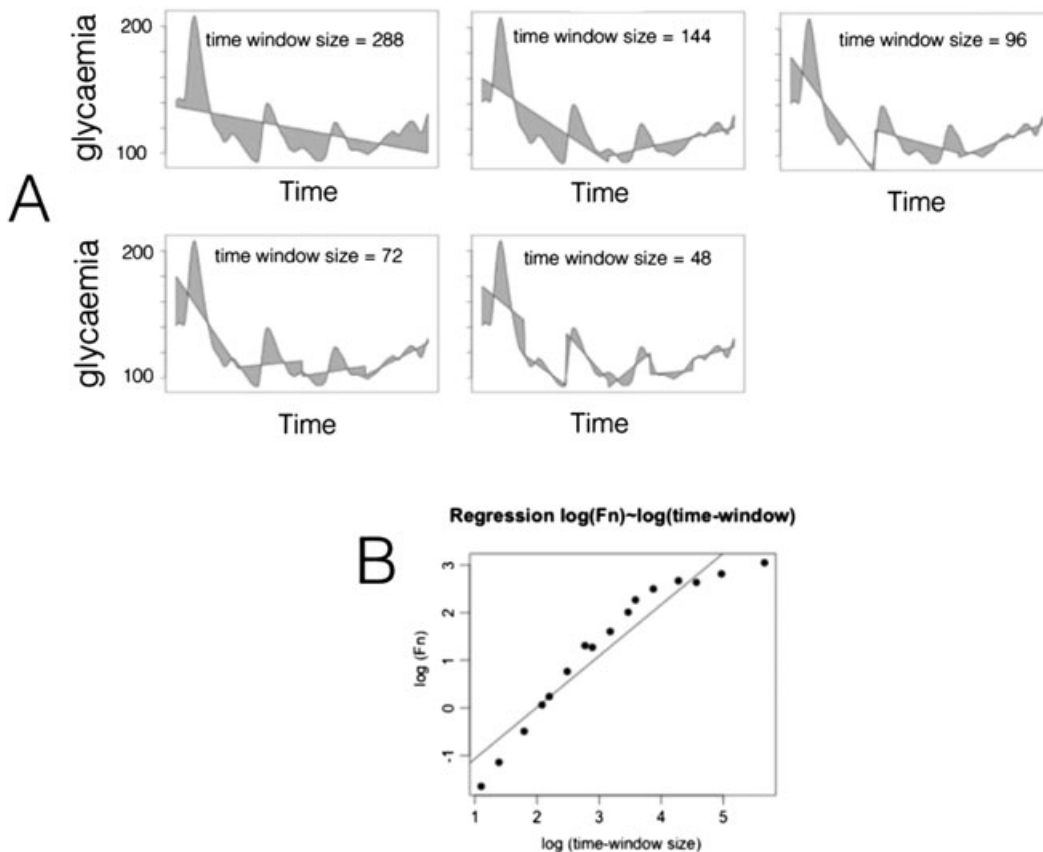 200
glycaemia
100
time window size = 288
Time
time window size = 144
Time
time window size = 96
Time
A
200
glycaemia
100
time window size = 72
Time
time window size = 48
Time
B
Regression log(Fn)~log(time-window)
log (Fn)
3
2
1
0
-1
1 2 3 4 5
log (time-window size)